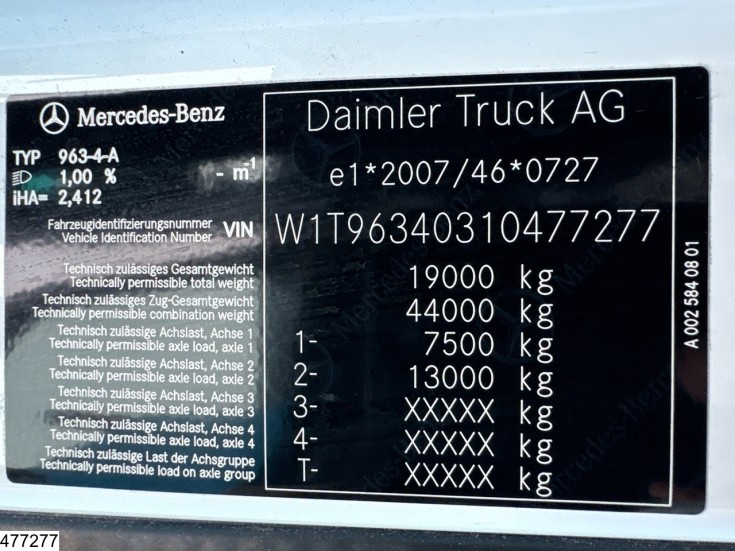 Mercedes-Benz
Daimler Truck AG
TYP 963-4-A
1,00 % - m-1
iHA= 2,412
e1*2007/46*0727
Fahrzeugidentifizierungsnummer
Vehicle Identification Number VIN W1T96340310477277
Technisch zulässiges Gesamtgewicht
Technically permissible total weight 19000 kg
Technisch zulässiges Zug-Gesamtgewicht
Technically permissible combination weight 44000 kg
Technisch zulässige Achslast, Achse 1
Technically permissible axle load, axle 1 1- 7500 kg
Technisch zulässige Achslast, Achse 2
Technically permissible axle load, axle 2 2- 13000 kg
Technisch zulässige Achslast, Achse 3
Technically permissible axle load, axle 3 3- XXXXX kg
Technisch zulässige Achslast, Achse 4
Technically permissible axle load, axle 4 4- XXXXX kg
Technisch zulässige Last der Achsgruppe
Technically permissible load on axle group T- XXXXX kg
A 002 584 08 01
477277